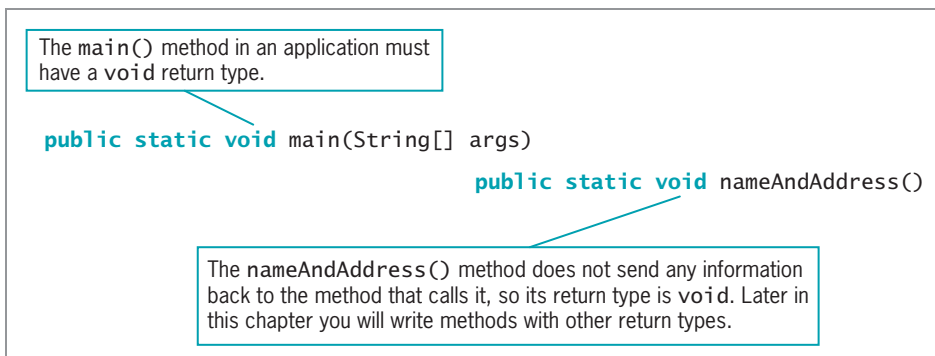 The main() method in an application must
have a void return type.
public static void main(String[] args)
public static void nameAndAddress()
The nameAndAddress() method does not send any information
back to the method that calls it, so its return type is void. Later in
this chapter you will write methods with other return types.